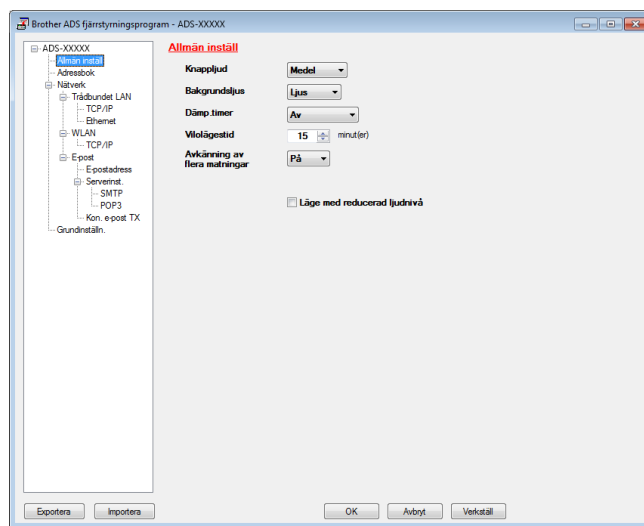 Brother ADS fjärrstyrningsprogram - ADS-XXXXX
ADS-XXXXX
Allmän inställ
Adressbok
Nätverk
Trådbundet LAN
TCP/IP
Ethernet
WLAN
TCP/IP
E-post
E-postadress
Serverinst.
SMTP
POP3
Kon. e-post TX
Grundinställn.
Allmän inställ
Knappljud Medel
Bakgrundsljus Ljus
Dämp.timer Av
Vilolägestid 15 minut(er)
Avkänning av
flera matningar På
Läge med reducerad ljudnivå
Exportera Importera OK Avbryt Verkställ